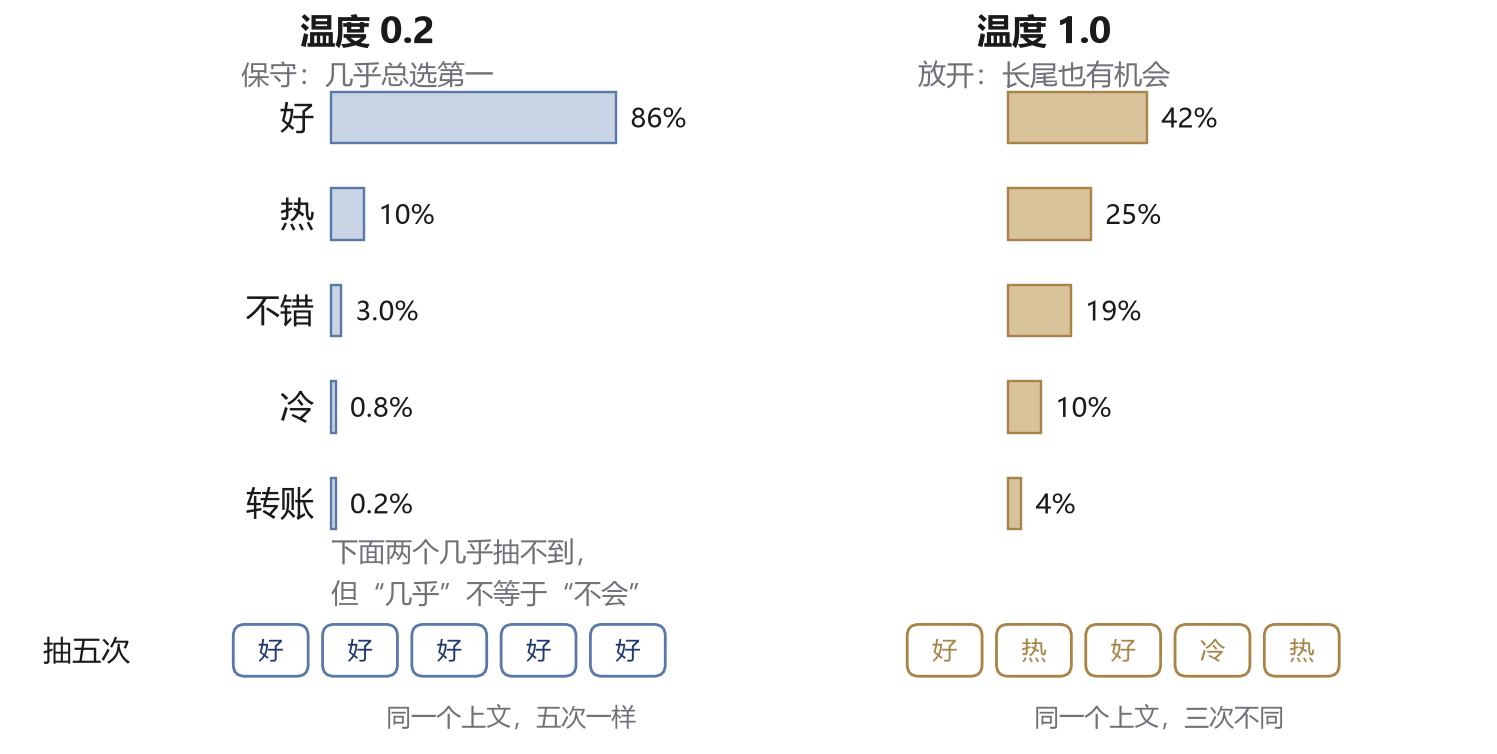 温度 0.2
保守：几乎总选第一
好 86%
热 10%
不错 3.0%
冷 0.8%
转账 0.2%
下面两个几乎抽不到，
但“几乎”不等于“不会”
温度 1.0
放开：长尾也有机会
42%
25%
19%
10%
4%
抽五次 好 好 好 好 好
好 热 好 冷 热
同一个上文，五次一样
同一个上文，三次不同